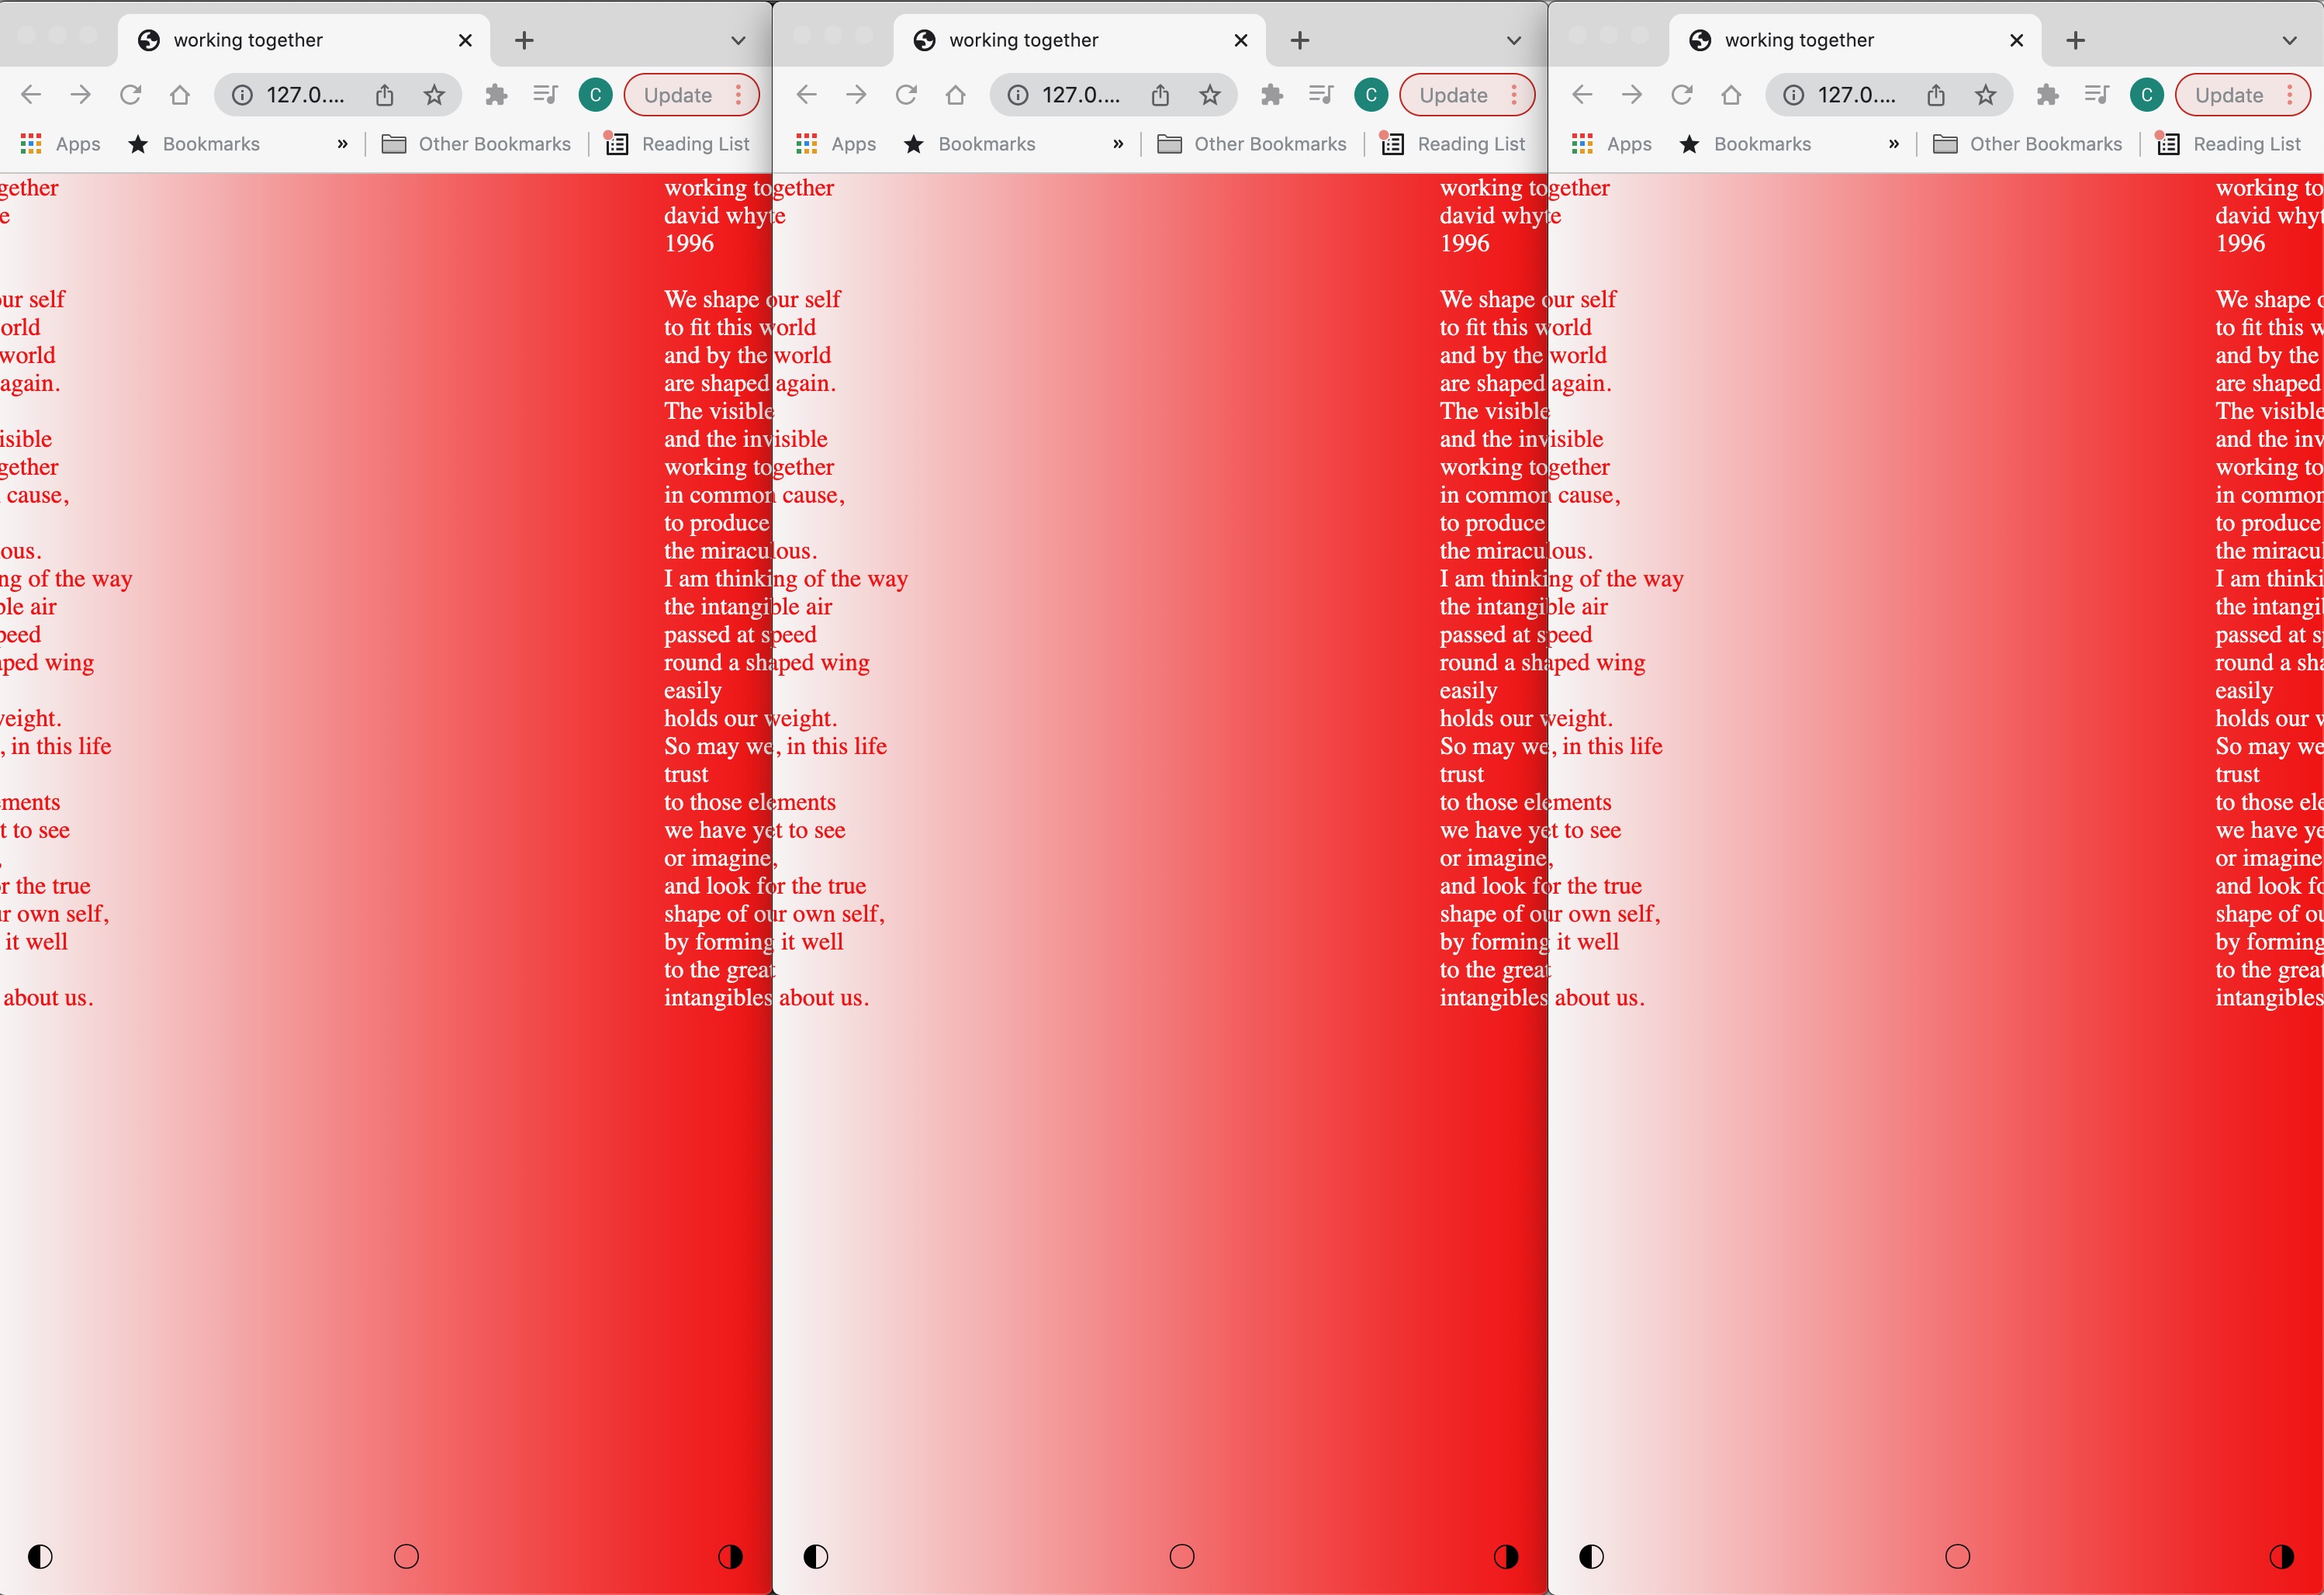 working together
127.0....
C
Update
Apps
Bookmarks
»
Other Bookmarks
Reading List
working together
127.0....
C
Update
Apps
Bookmarks
»
Other Bookmarks
Reading List
working together
127.0....
C
Update
Apps
Bookmarks
»
Other Bookmarks
Reading List
gether
e
ur self
orld
world
again.
isible
gether
cause,
ous.
ng of the way
ble air
peed
aped wing
eight.
, in this life
ments
t to see
,
r the true
ur own self,
it well
about us.
working together
david whyte
1996
We shape our self
to fit this world
and by the world
are shaped again.
The visible
and the invisible
working together
in common cause,
to produce
the miraculous.
I am thinking of the way
the intangible air
passed at speed
round a shaped wing
easily
holds our weight.
So may we, in this life
trust
to those elements
we have yet to see
or imagine,
and look for the true
shape of our own self,
by forming it well
to the great
intangibles about us.
working together
david whyte
1996
We shape our self
to fit this world
and by the world
are shaped again.
The visible
and the invisible
working together
in common cause,
to produce
the miraculous.
I am thinking of the way
the intangible air
passed at speed
round a shaped wing
easily
holds our weight.
So may we, in this life
trust
to those elements
we have yet to see
or imagine,
and look for the true
shape of our own self,
by forming it well
to the great
intangibles about us.
working to
david whyt
1996
We shape o
to fit this w
and by the
are shaped
The visible
and the inv
working to
in common
to produce
the miracu
I am thinki
the intangi
passed at s
round a sha
easily
holds our w
So may we
trust
to those ele
we have ye
or imagine
and look fo
shape of ou
by forming
to the great
intangibles